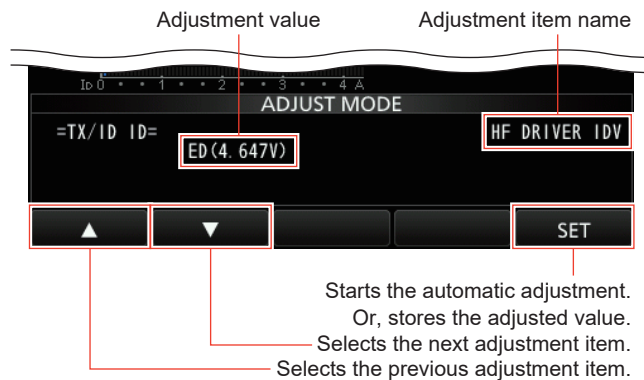 Adjustment value Adjustment item name
ID 0 1 2 3 4 A
ADJUST MODE
=TX/ID ID= HF DRIVER IDV
ED(4.647V)
▲ ▼ SET
Starts the automatic adjustment.
Or, stores the adjusted value.
Selects the next adjustment item.
Selects the previous adjustment item.